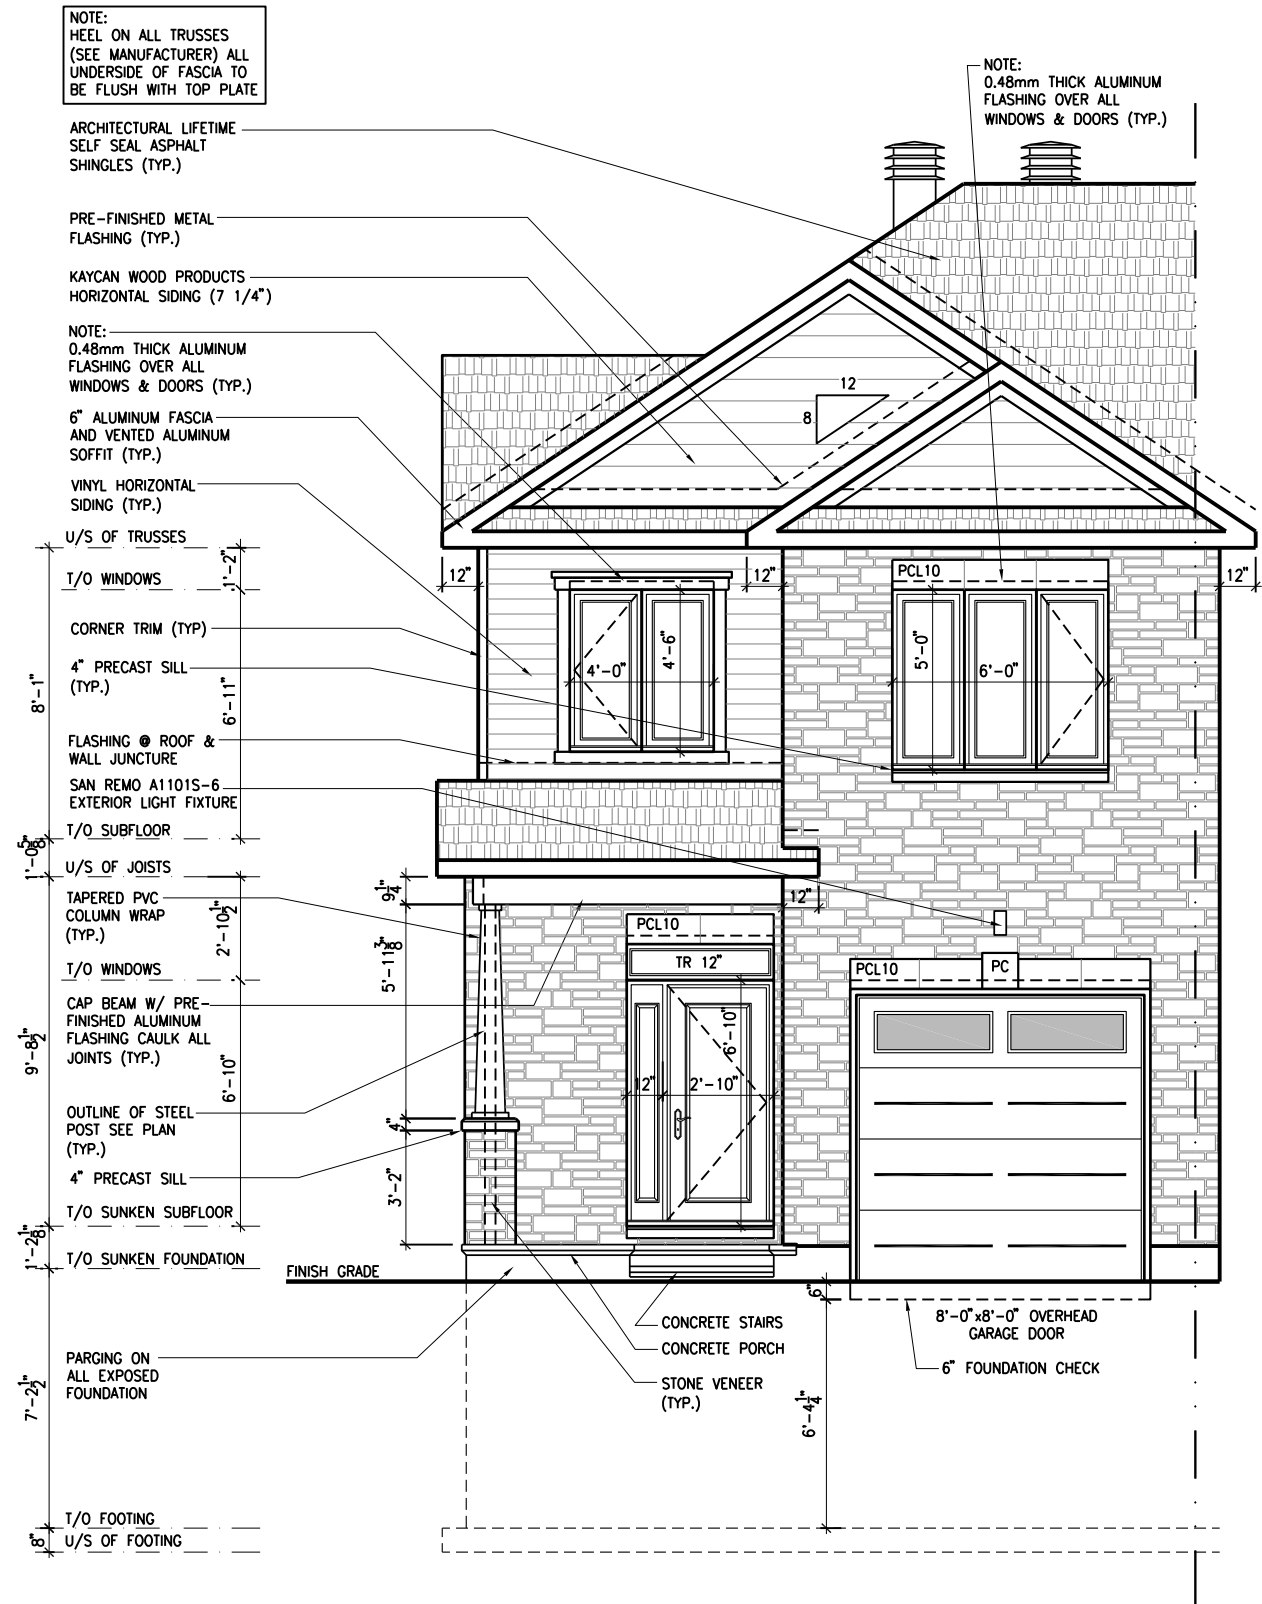 NOTE:
HEEL ON ALL TRUSSES
(SEE MANUFACTURER) ALL
UNDERSIDE OF FASCIA TO
BE FLUSH WITH TOP PLATE
NOTE:
0.48mm THICK ALUMINUM
FLASHING OVER ALL
WINDOWS & DOORS (TYP.)
ARCHITECTURAL LIFETIME
SELF SEAL ASPHALT
SHINGLES (TYP.)
PRE-FINISHED METAL
FLASHING (TYP.)
KAYCAN WOOD PRODUCTS
HORIZONTAL SIDING (7 1/4")
NOTE:
0.48mm THICK ALUMINUM
FLASHING OVER ALL
WINDOWS & DOORS (TYP.)
6" ALUMINUM FASCIA
AND VENTED ALUMINUM
SOFFIT (TYP.)
VINYL HORIZONTAL
SIDING (TYP.)
12
8
U/S OF TRUSSES
1'-2"
T/O WINDOWS
12"
12"
12"
PCL10
CORNER TRIM (TYP)
4" PRECAST SILL
(TYP.)
8'-1"
6'-11"
4'-0"
4'-6"
5'-0"
6'-0"
FLASHING @ ROOF &
WALL JUNCTURE
SAN REMO A1101S-6
EXTERIOR LIGHT FIXTURE
T/O SUBFLOOR
1'-0 5/8"
U/S OF JOISTS
TAPERED PVC
COLUMN WRAP
(TYP.)
2'-10 1/2"
9 1/4"
12"
5'-11 3/8"
PCL10
TR 12"
PCL10
PC
T/O WINDOWS
CAP BEAM W/ PRE-
FINISHED ALUMINUM
FLASHING CAULK ALL
JOINTS (TYP.)
9'-8 1/2"
6'-10"
6'-10"
12"
2'-10"
OUTLINE OF STEEL
POST SEE PLAN
(TYP.)
4"
4" PRECAST SILL
3'-2"
T/O SUNKEN SUBFLOOR
1'-2 1/8"
T/O SUNKEN FOUNDATION
FINISH GRADE
6"
8'-0"x8'-0" OVERHEAD
GARAGE DOOR
6" FOUNDATION CHECK
CONCRETE STAIRS
CONCRETE PORCH
STONE VENEER
(TYP.)
PARGING ON
ALL EXPOSED
FOUNDATION
7'-2 1/2"
6'-4 1/4"
T/O FOOTING
8"
U/S OF FOOTING